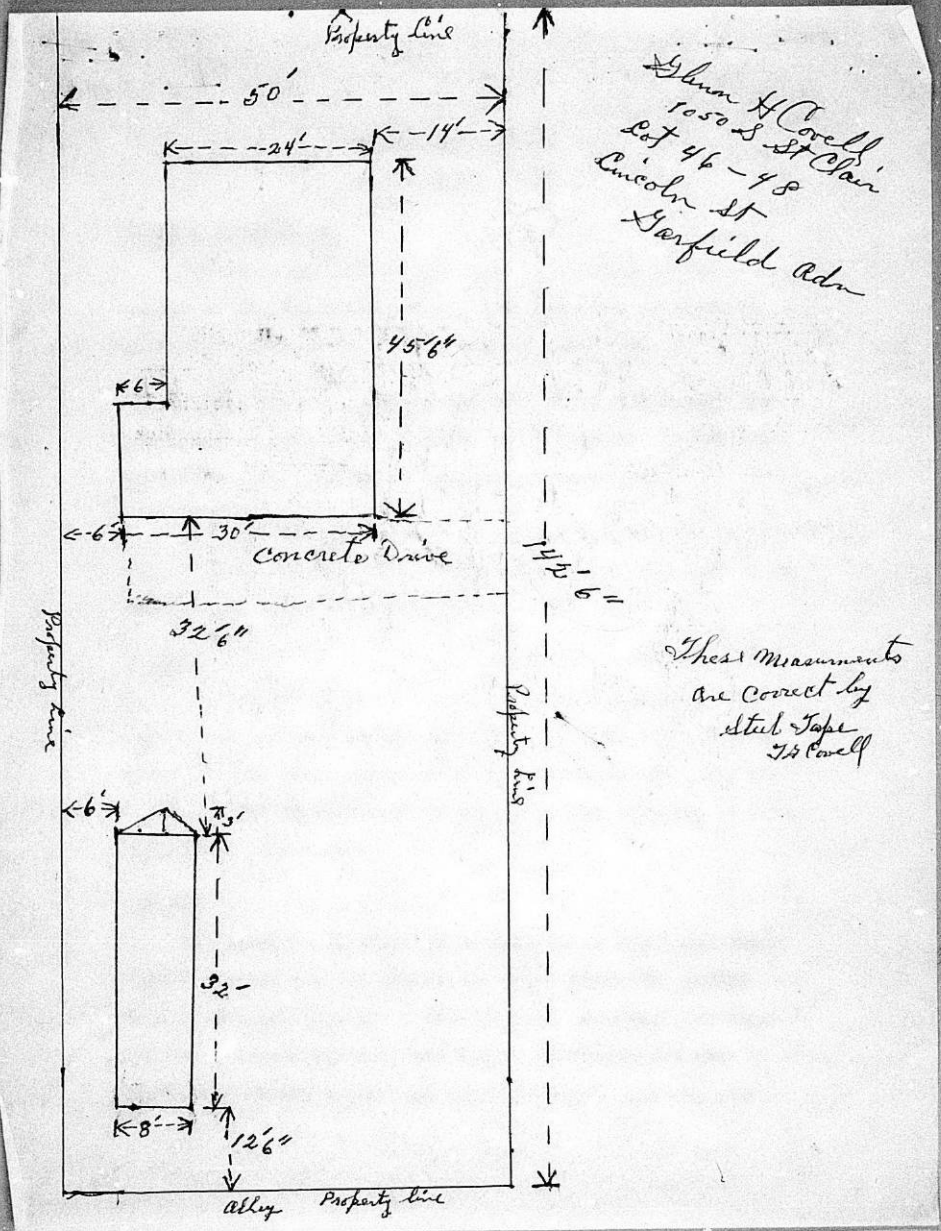 Property line
50'
14'
24'
Glenn H Covell
1050 S St Clair
Lot 46-48
Lincoln St
Garfield Adn
45'6"
6
6 30'
Concrete Drive
142'6=
32'6"
Property Line
Property Line
These Measurments
are correct by
Steel Tape
Covell
6'
3'
32-
8'
12'6"
Alley Property line